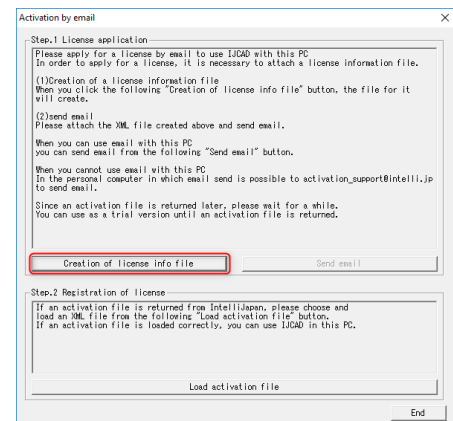 Activation by email
Step.1 License application
Please apply for a license by email to use IJCAD with this PC
In order to apply for a license, it is necessary to attach a license information file.
(1)Creation of a license information file
When you click the following "Creation of license info file" button, the file for it
will create.
(2)send email
Please attach the XML file created above and send email.
When you can use email with this PC
you can send email from the following "Send email" button.
When you cannot use email with this PC
In the personal computer in which email send is possible to activation_support@intelli.jp
to send email.
Since an activation file is returned later, please wait for a while.
You can use as a trial version until an activation file is returned.
Creation of license info file
Send email
Step.2 Registration of license
If an activation file is returned from IntelliJapan, please choose and
load an XML file from the following "Load activation file" button.
If an activation file is loaded correctly, you can use IJCAD in this PC.
Load activation file
End